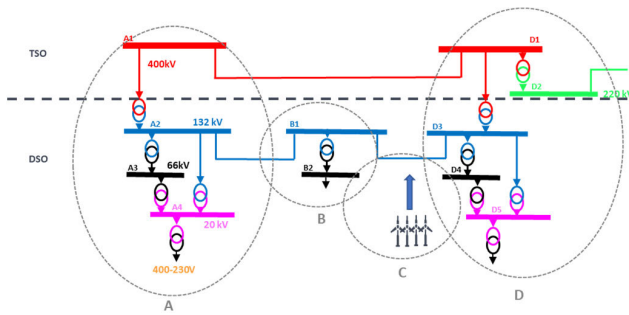 A1
D1
TSO
400kV
D2
220 kV
A2
132 kV
B1
D3
DSO
A3
66kV
B2
D4
A4
20 kV
D5
B
C
400-230V
A
D